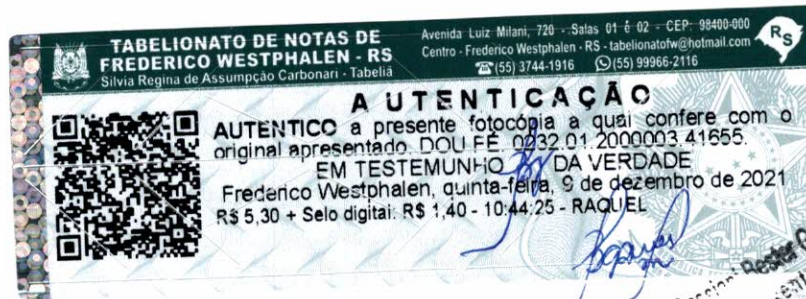 TABELIONATO DE NOTAS DE
FREDERICO WESTPHALEN - RS
Silvia Regina de Assumpção Carbonari - Tabeliã
Avenida Luiz Milani, 720 - Salas 01 e 02 - CEP: 98400-000
Centro - Frederico Westphalen - RS - tabelionatofw@hotmail.com
(55) 3744-1916 (55) 99966-2116
RS
AUTENTICAÇÃO
AUTENTICO a presente fotocópia a qual confere com o
original apresentado. DOU FÉ. 0232.01.2000003.41655.
EM TESTEMUNHO DA VERDADE
Frederico Westphalen, quinta-feira, 9 de dezembro de 2021
R$ 5,30 + Selo digital: R$ 1,40 - 10:44:25 - RAQUEL